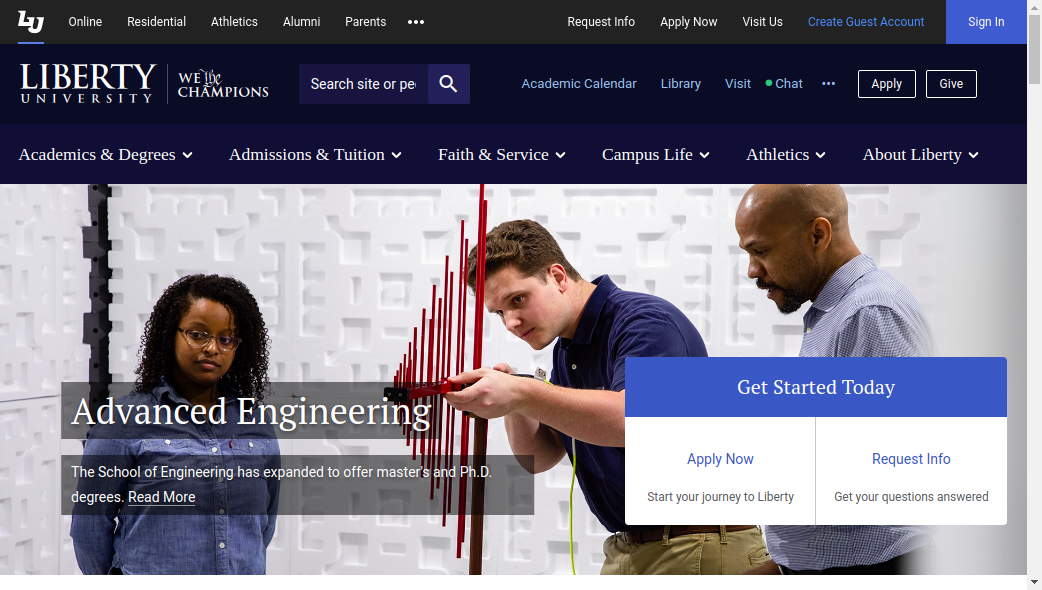 LU Online Residential Athletics Alumni Parents ••• Request Info Apply Now Visit Us Create Guest Account Sign In
LIBERTY UNIVERSITY WE the CHAMPIONS Search site or pe Academic Calendar Library Visit Chat ••• Apply Give
Academics & Degrees Admissions & Tuition Faith & Service Campus Life Athletics About Liberty
Advanced Engineering
The School of Engineering has expanded to offer master's and Ph.D.
degrees. Read More
Get Started Today
Apply Now Request Info
Start your journey to Liberty Get your questions answered